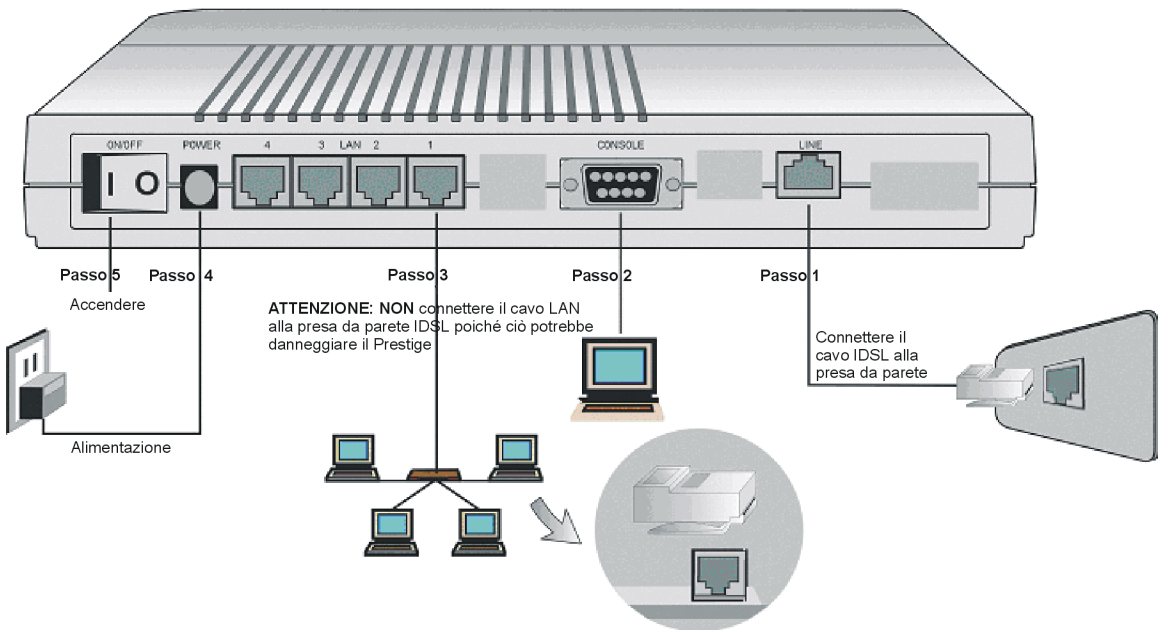 ON/OFF POWER 4 3 LAN 2 1 CONSOLE LINE
I O
Passo 5 Passo 4 Passo 3 Passo 2 Passo 1
Accendere
ATTENZIONE: NON connettere il cavo LAN
alla presa da parete IDSL poiché ciò potrebbe
danneggiare il Prestige
Connettere il
cavo IDSL alla
presa da parete
Alimentazione